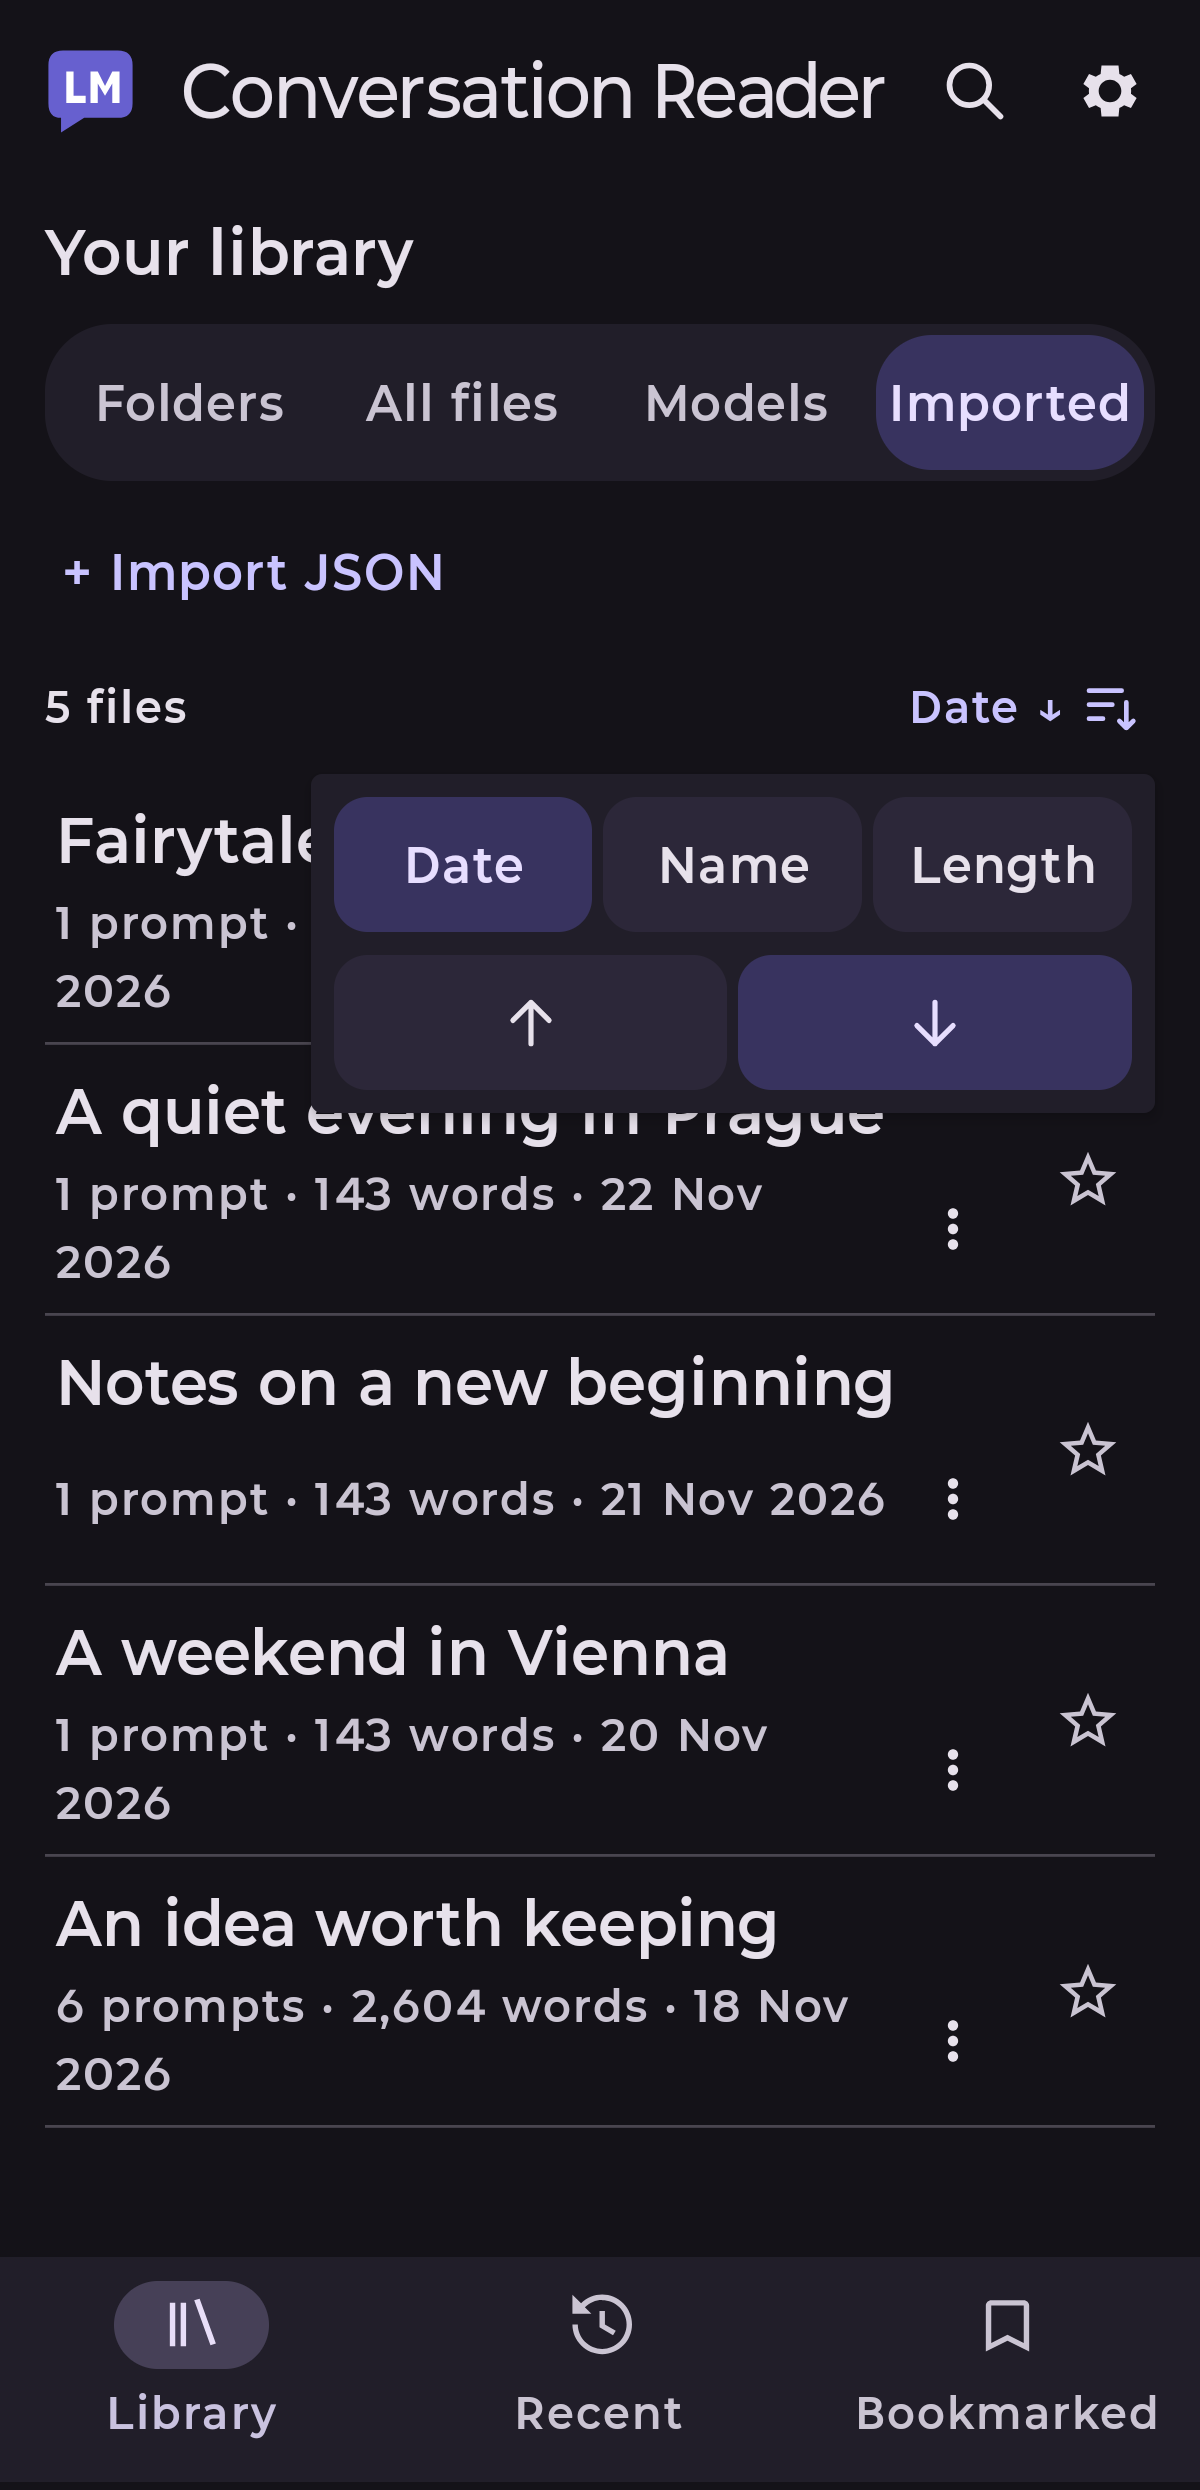 LM Conversation Reader
Your library
Folders All files Models Imported
+ Import JSON
5 files Date ↓
Date Name Length
1 prompt ·
2026
↑ ↓
A quiet evening in Prague
1 prompt · 143 words · 22 Nov
2026
Notes on a new beginning
1 prompt · 143 words · 21 Nov 2026
A weekend in Vienna
1 prompt · 143 words · 20 Nov
2026
An idea worth keeping
6 prompts · 2,604 words · 18 Nov
2026
Library Recent Bookmarked